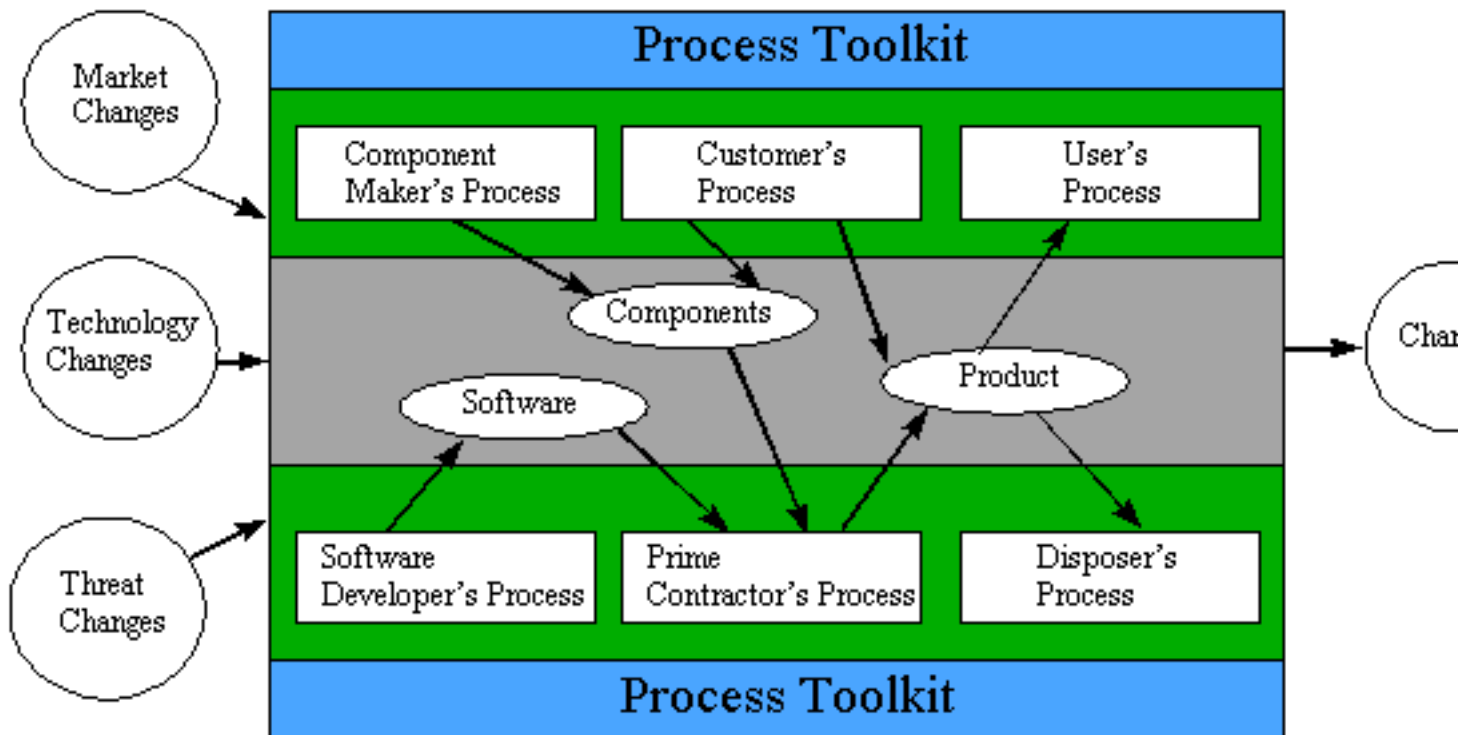 Process Toolkit
Market
Changes
Component
Maker's Process
Customer's
Process
User's
Process
Technology
Changes
Components
Product
Software
Threat
Changes
Software
Developer's Process
Prime
Contractor's Process
Disposer's
Process
Process Toolkit